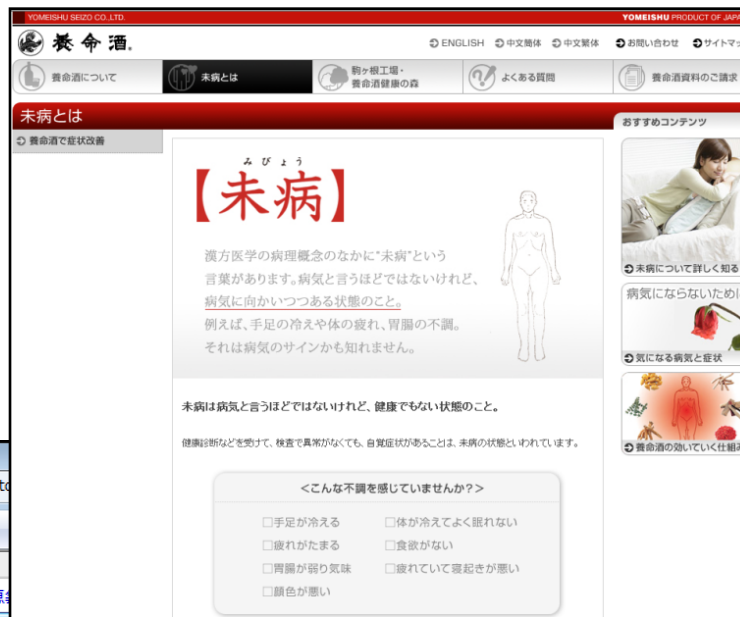 YOMEISHU SEIZO CO.,LTD.
YOMEISHU PRODUCT OF JAPA
養命酒。
ENGLISH
中文簡体
中文繁体
お問い合わせ
サイトマッ
養命酒について
未病とは
駒ヶ根工場・
養命酒健康の森
よくある質問
養命酒資料のご請求
未病とは
養命酒で症状改善
おすすめコンテンツ
みびょう
【未病】
漢方医学の病理概念のなかに“未病”という
言葉があります。病気と言うほどではないけれど、
病気に向かいつつある状態のこと。
例えば、手足の冷えや体の疲れ、胃腸の不調。
それは病気のサインかも知れません。
未病について詳しく知る
病気にならないために
気になる病気と症状
養命酒の効いていく仕組み
未病は病気と言うほどではないけれど、健康でもない状態のこと。
健康診断などを受けて、検査で異常がなくても、自覚症状があることは、未病の状態といわれています。
<こんな不調を感じていませんか?>
□手足が冷える
□体が冷えてよく眠れない
□疲れがたまる
□食欲がない
□胃腸が弱り気味
□疲れていて寝起きが悪い
□顔色が悪い